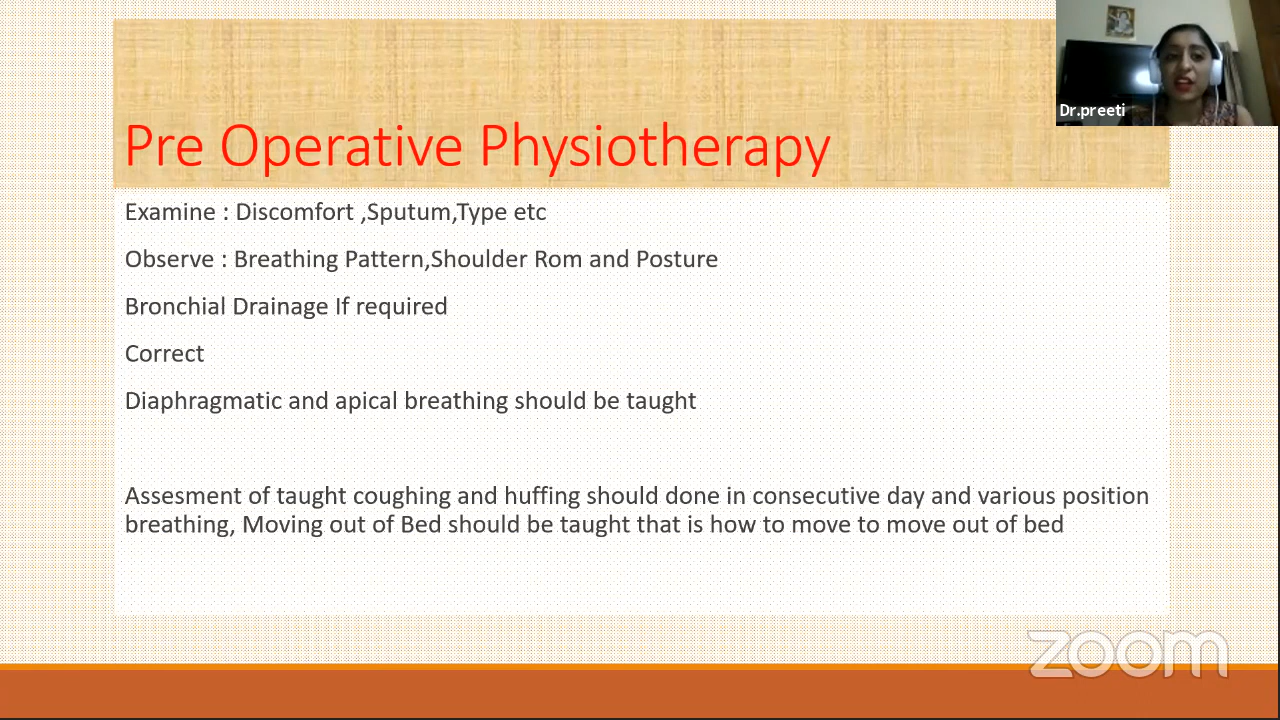 Dr.preeti
Pre Operative Physiotherapy
Examine : Discomfort ,Sputum,Type etc
Observe : Breathing Pattern,Shoulder Rom and Posture
Bronchial Drainage If required
Correct
Diaphragmatic and apical breathing should be taught
Assesment of taught coughing and huffing should done in consecutive day and various position
breathing, Moving out of Bed should be taught that is how to move to move out of bed
zoom